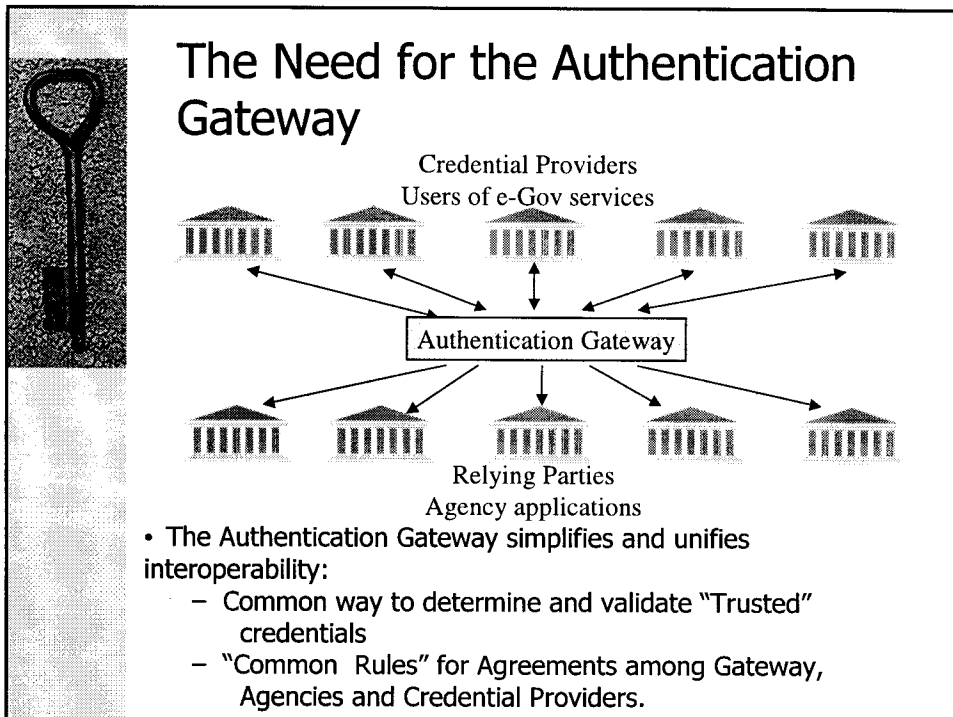 The Need for the Authentication
Gateway
Credential Providers
Users of e-Gov services
Authentication Gateway
Relying Parties
Agency applications
• The Authentication Gateway simplifies and unifies
interoperability:
– Common way to determine and validate “Trusted”
credentials
– “Common Rules” for Agreements among Gateway,
Agencies and Credential Providers.